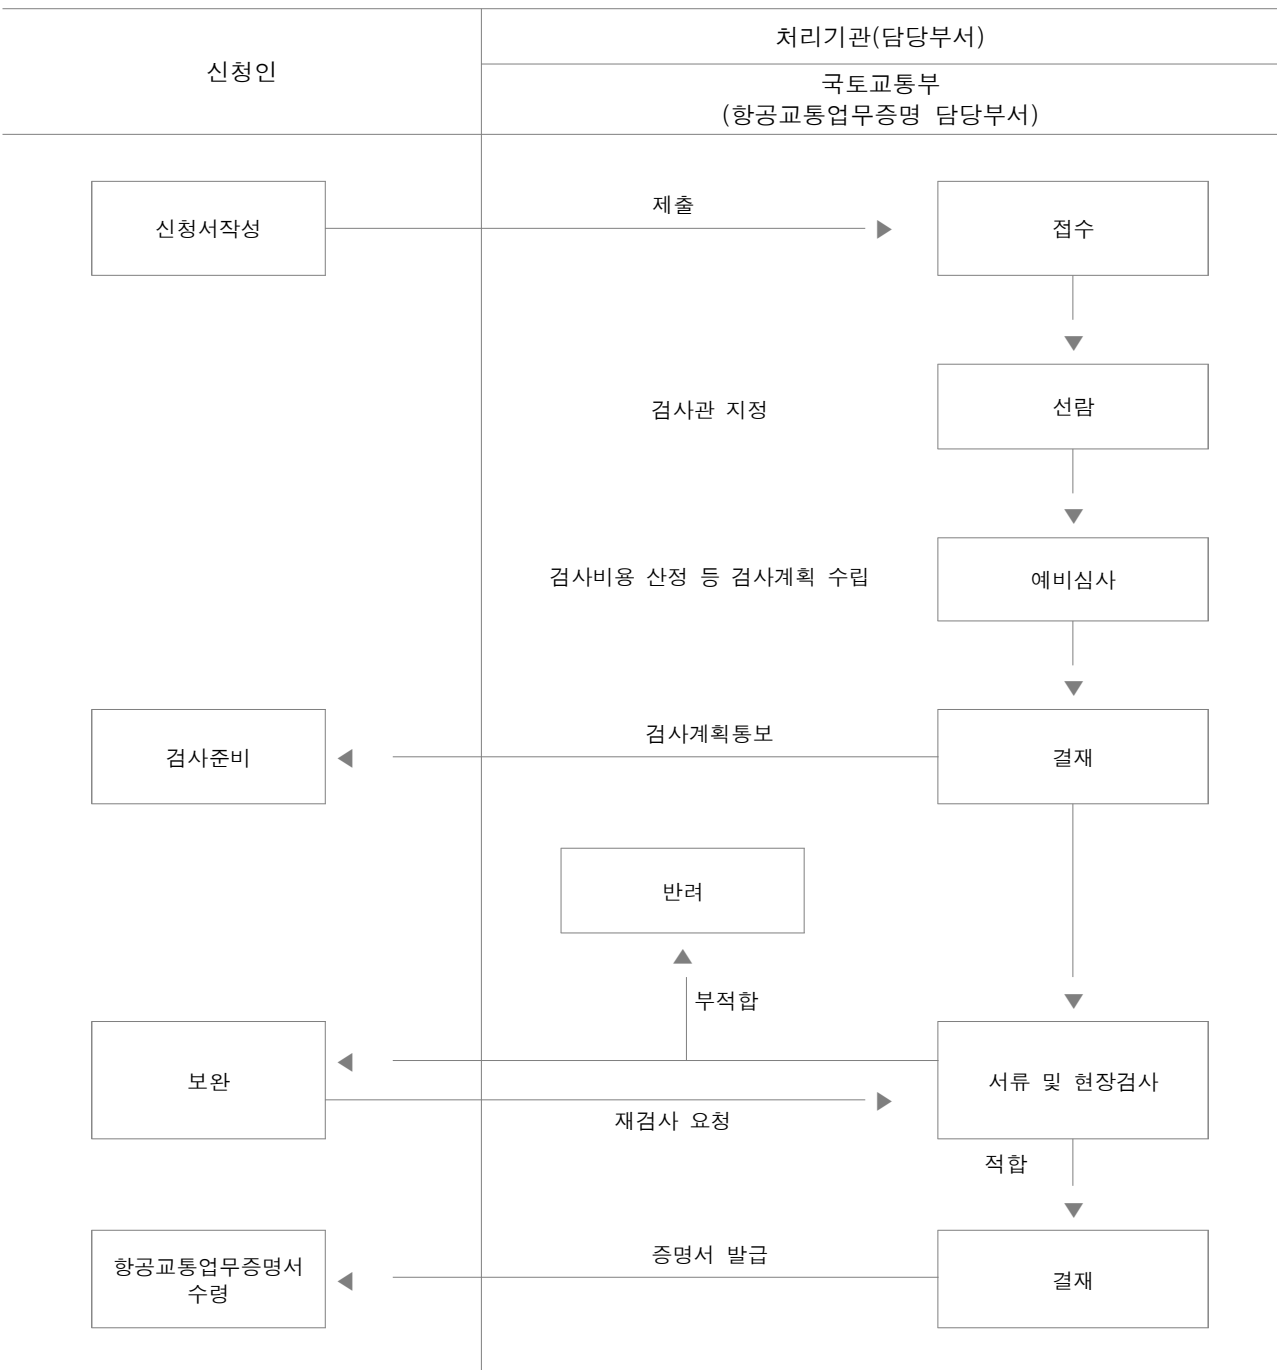 신청인
처리기관(담당부서)
국토교통부
(항공교통업무증명 담당부서)
신청서작성
제출
접수
검사관 지정
선람
검사비용 산정 등 검사계획 수립
예비심사
검사준비
검사계획통보
결재
반려
부적합
보완
서류 및 현장검사
재검사 요청
적합
항공교통업무증명서
수령
증명서 발급
결재